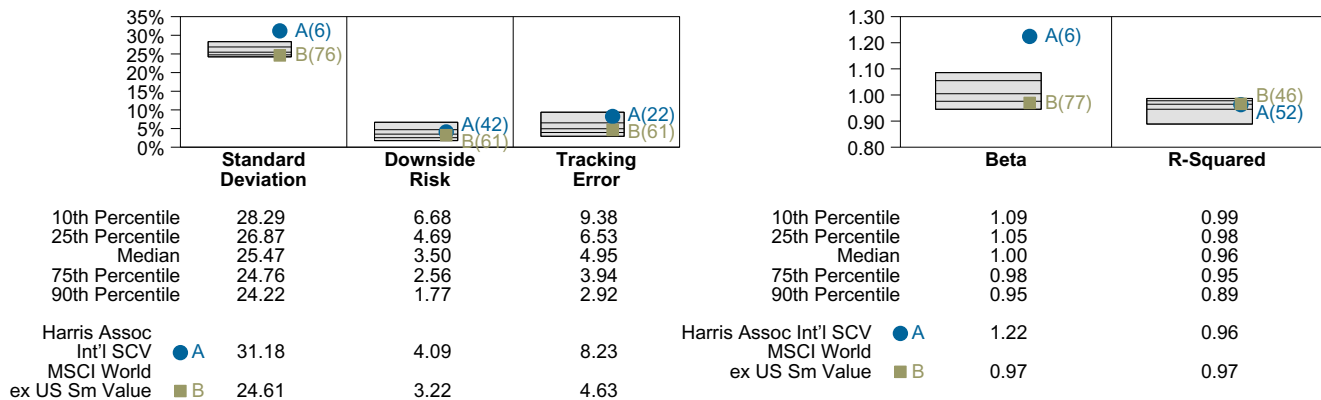 35%
30%
25%
20%
15%
10%
5%
0%
A(6)
B(76)
A(42)
B(61)
A(22)
B(61)
Standard
Deviation
Downside
Risk
Tracking
Error
10th Percentile 28.29 6.68 9.38
25th Percentile 26.87 4.69 6.53
Median 25.47 3.50 4.95
75th Percentile 24.76 2.56 3.94
90th Percentile 24.22 1.77 2.92
Harris Assoc
Int'l SCV A 31.18 4.09 8.23
MSCI World
ex US Sm Value B 24.61 3.22 4.63
1.30
1.20
1.10
1.00
0.90
0.80
A(6)
B(77)
B(46)
A(52)
Beta
R-Squared
10th Percentile 1.09 0.99
25th Percentile 1.05 0.98
Median 1.00 0.96
75th Percentile 0.98 0.95
90th Percentile 0.95 0.89
Harris Assoc Int'l SCV A 1.22 0.96
MSCI World
ex US Sm Value B 0.97 0.97